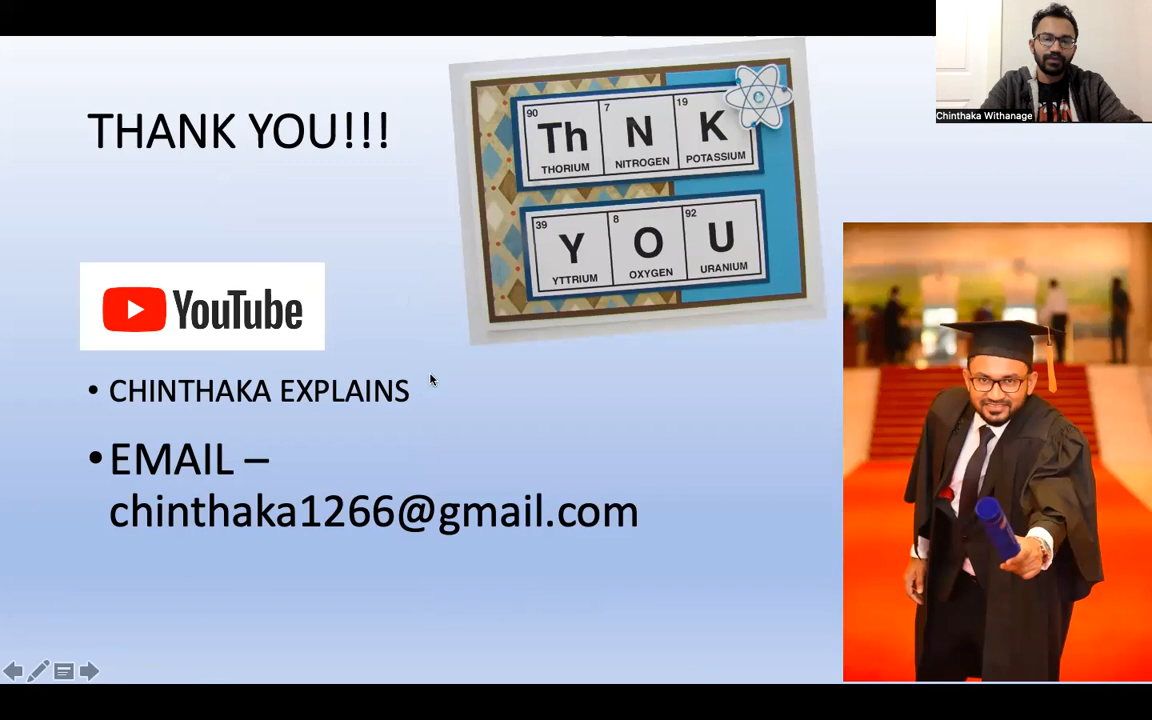 THANK YOU!!!
90 7 19
Th N K
THORIUM NITROGEN POTASSIUM
39 8 92
Y O U
YTTRIUM OXYGEN URANIUM
Chinthaka Withanage
YouTube
• CHINTHAKA EXPLAINS
• EMAIL –
chinthaka1266@gmail.com